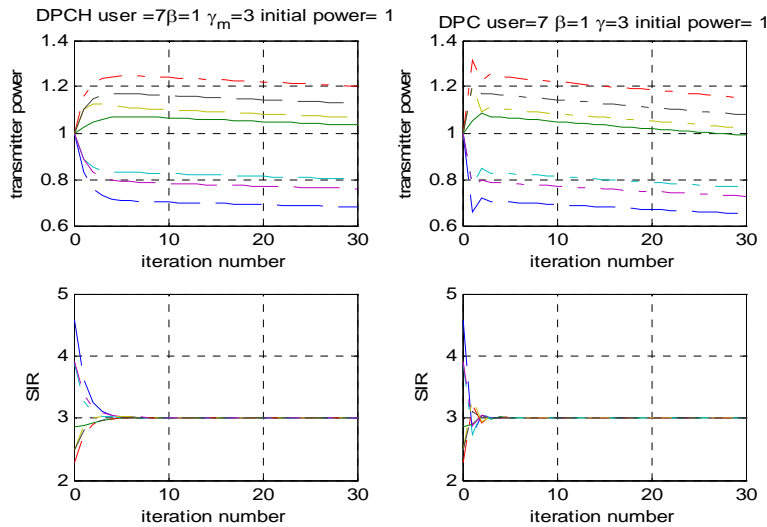 DPCH user =7β=1 γm=3 initial power= 1
1.4
1.2
1
0.8
0.6
transmitter power
0 10 20 30
iteration number
DPC user=7 β=1 γ=3 initial power= 1
1.4
1.2
1
0.8
0.6
transmitter power
0 10 20 30
iteration number
5
4
3
2
SIR
0 10 20 30
iteration number
5
4
3
2
SIR
0 10 20 30
iteration number